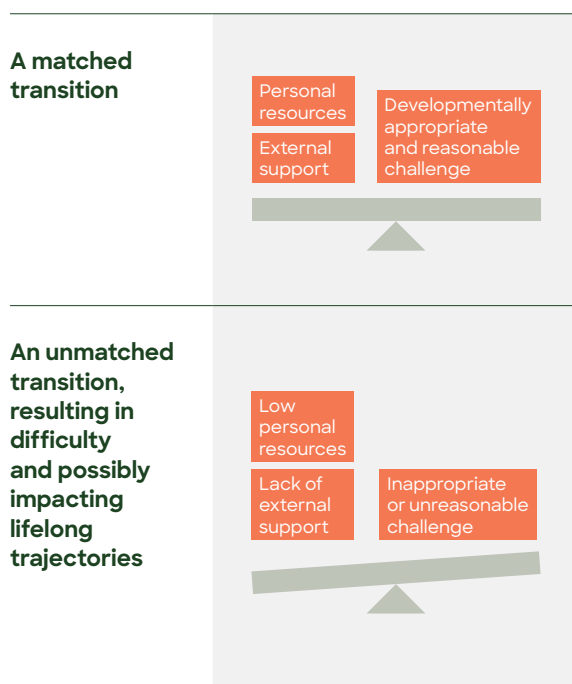 A matched
transition
Personal
resources
External
support
Developmentally
appropriate
and reasonable
challenge
An unmatched
transition,
resulting in
difficulty
and possibly
impacting
lifelong
trajectories
Low
personal
resources
Lack of
external
support
Inappropriate
or unreasonable
challenge